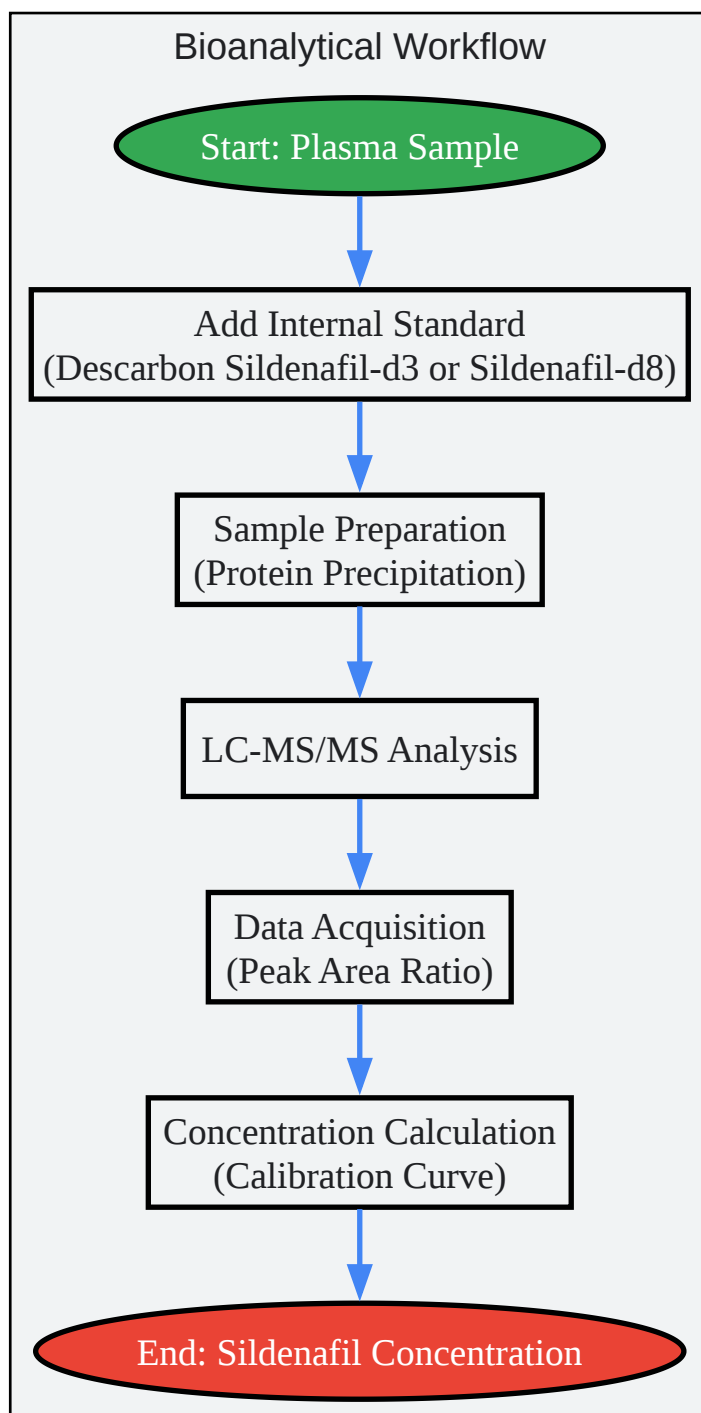 Bioanalytical Workflow
Start: Plasma Sample
Add Internal Standard
(Descarbon Sildenafil-d3 or Sildenafil-d8)
Sample Preparation
(Protein Precipitation)
LC-MS/MS Analysis
Data Acquisition
(Peak Area Ratio)
Concentration Calculation
(Calibration Curve)
End: Sildenafil Concentration